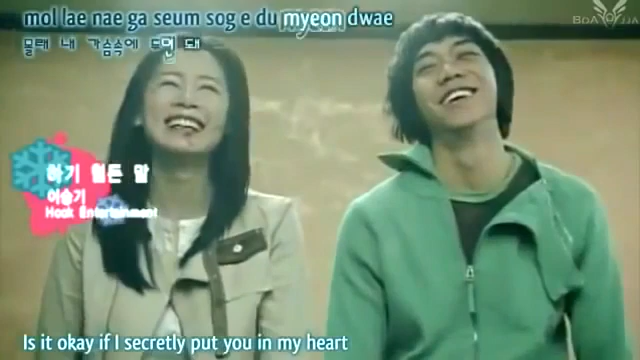 mol lae nae ga seum sog e du myeon dwae
몰래 내 가슴속에 두면 돼
BOA JJA
하기 힘든 말
이승기
Hook Entertainment
Is it okay if I secretly put you in my heart